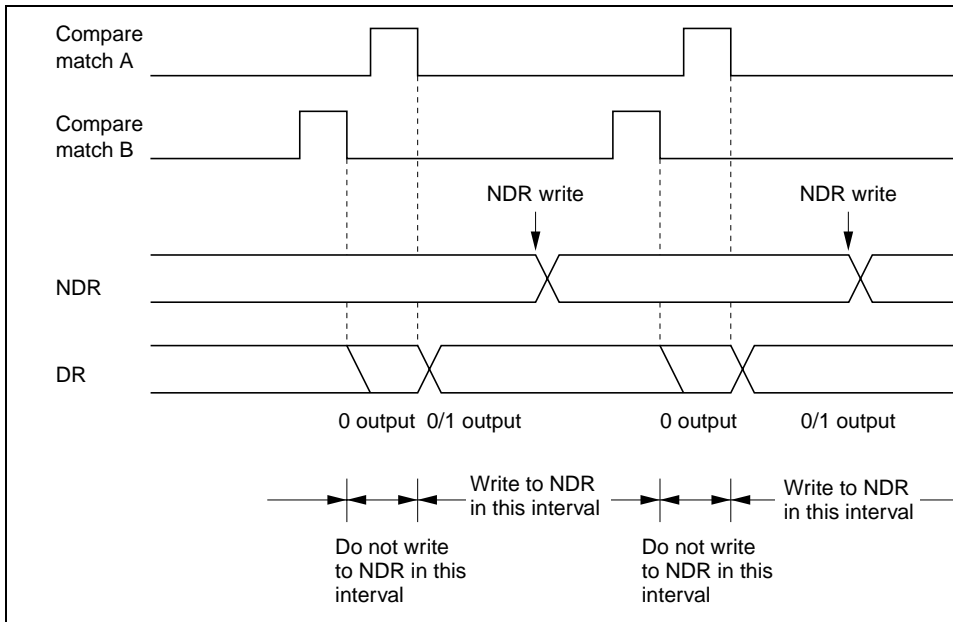 Compare
match A
Compare
match B
NDR write
NDR write
NDR
DR
0 output
0/1 output
0 output
0/1 output
Write to NDR
in this interval
Write to NDR
in this interval
Do not write
to NDR in this
interval
Do not write
to NDR in this
interval